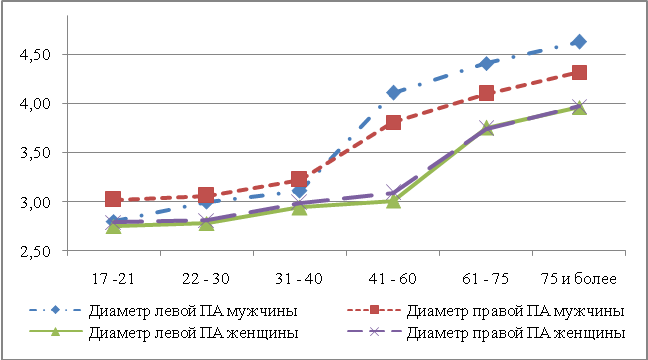 4,50
4,00
3,50
3,00
2,50
17 -21 22 - 30 31 - 40 41 - 60 61 -75 75 и более
Диаметр левой ПА мужчины Диаметр правой ПА мужчины
Диаметр левой ПА женщины Диаметр правой ПА женщины